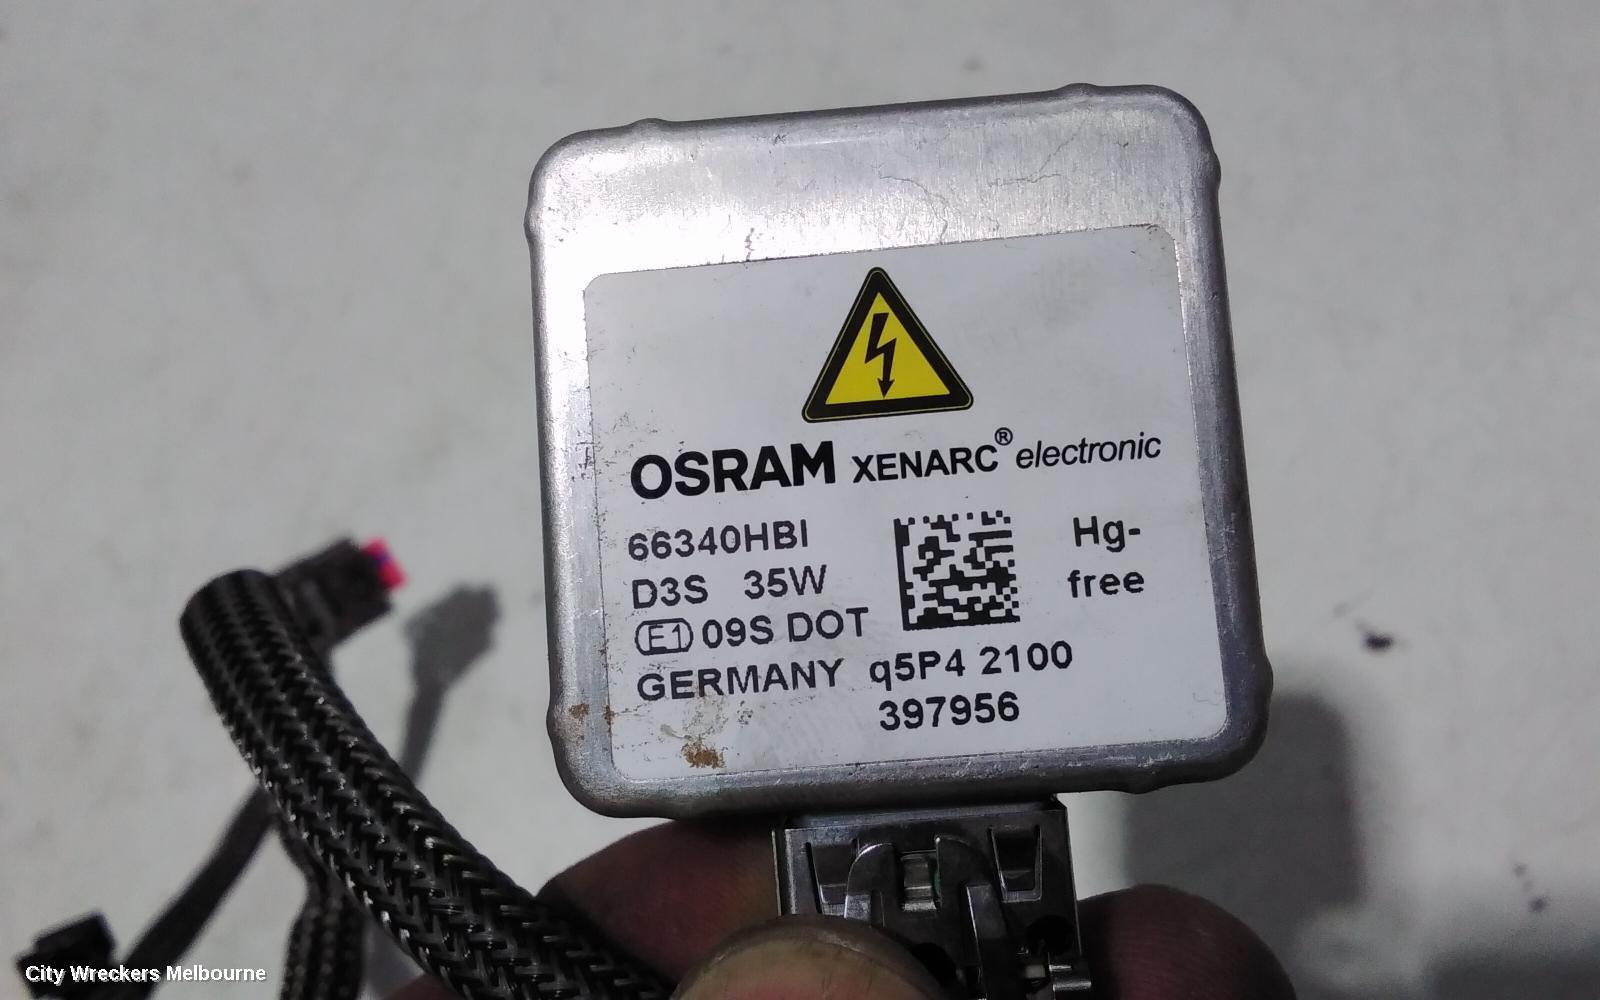 OSRAM XENARC® electronic
66340HBI
D3S 35W
Hg-
free
E1 09S DOT
GERMANY q5P4 2100
397956
City Wreckers Melbourne